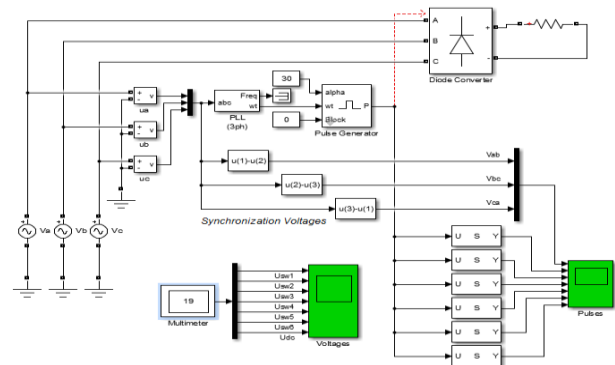 A
B
C
+
-
Diode Converter
+
+ v
-
ua
+ v
-
ub
+ v
-
uc
abc
Freq
wt
PLL
(3ph)
30
0
alpha
wt
Block
P
Pulse Generator
u(1)-u(2)
u(2)-u(3)
u(3)-u(1)
Vab
Vbc
Vca
Synchronization Voltages
+
Va
+
Vb
+
Vc
19
Multimeter
Usw1
Usw2
Usw3
Usw4
Usw5
Usw6
Udc
Voltages
U S Y
U S Y
U S Y
U S Y
U S Y
U S Y
Pulses